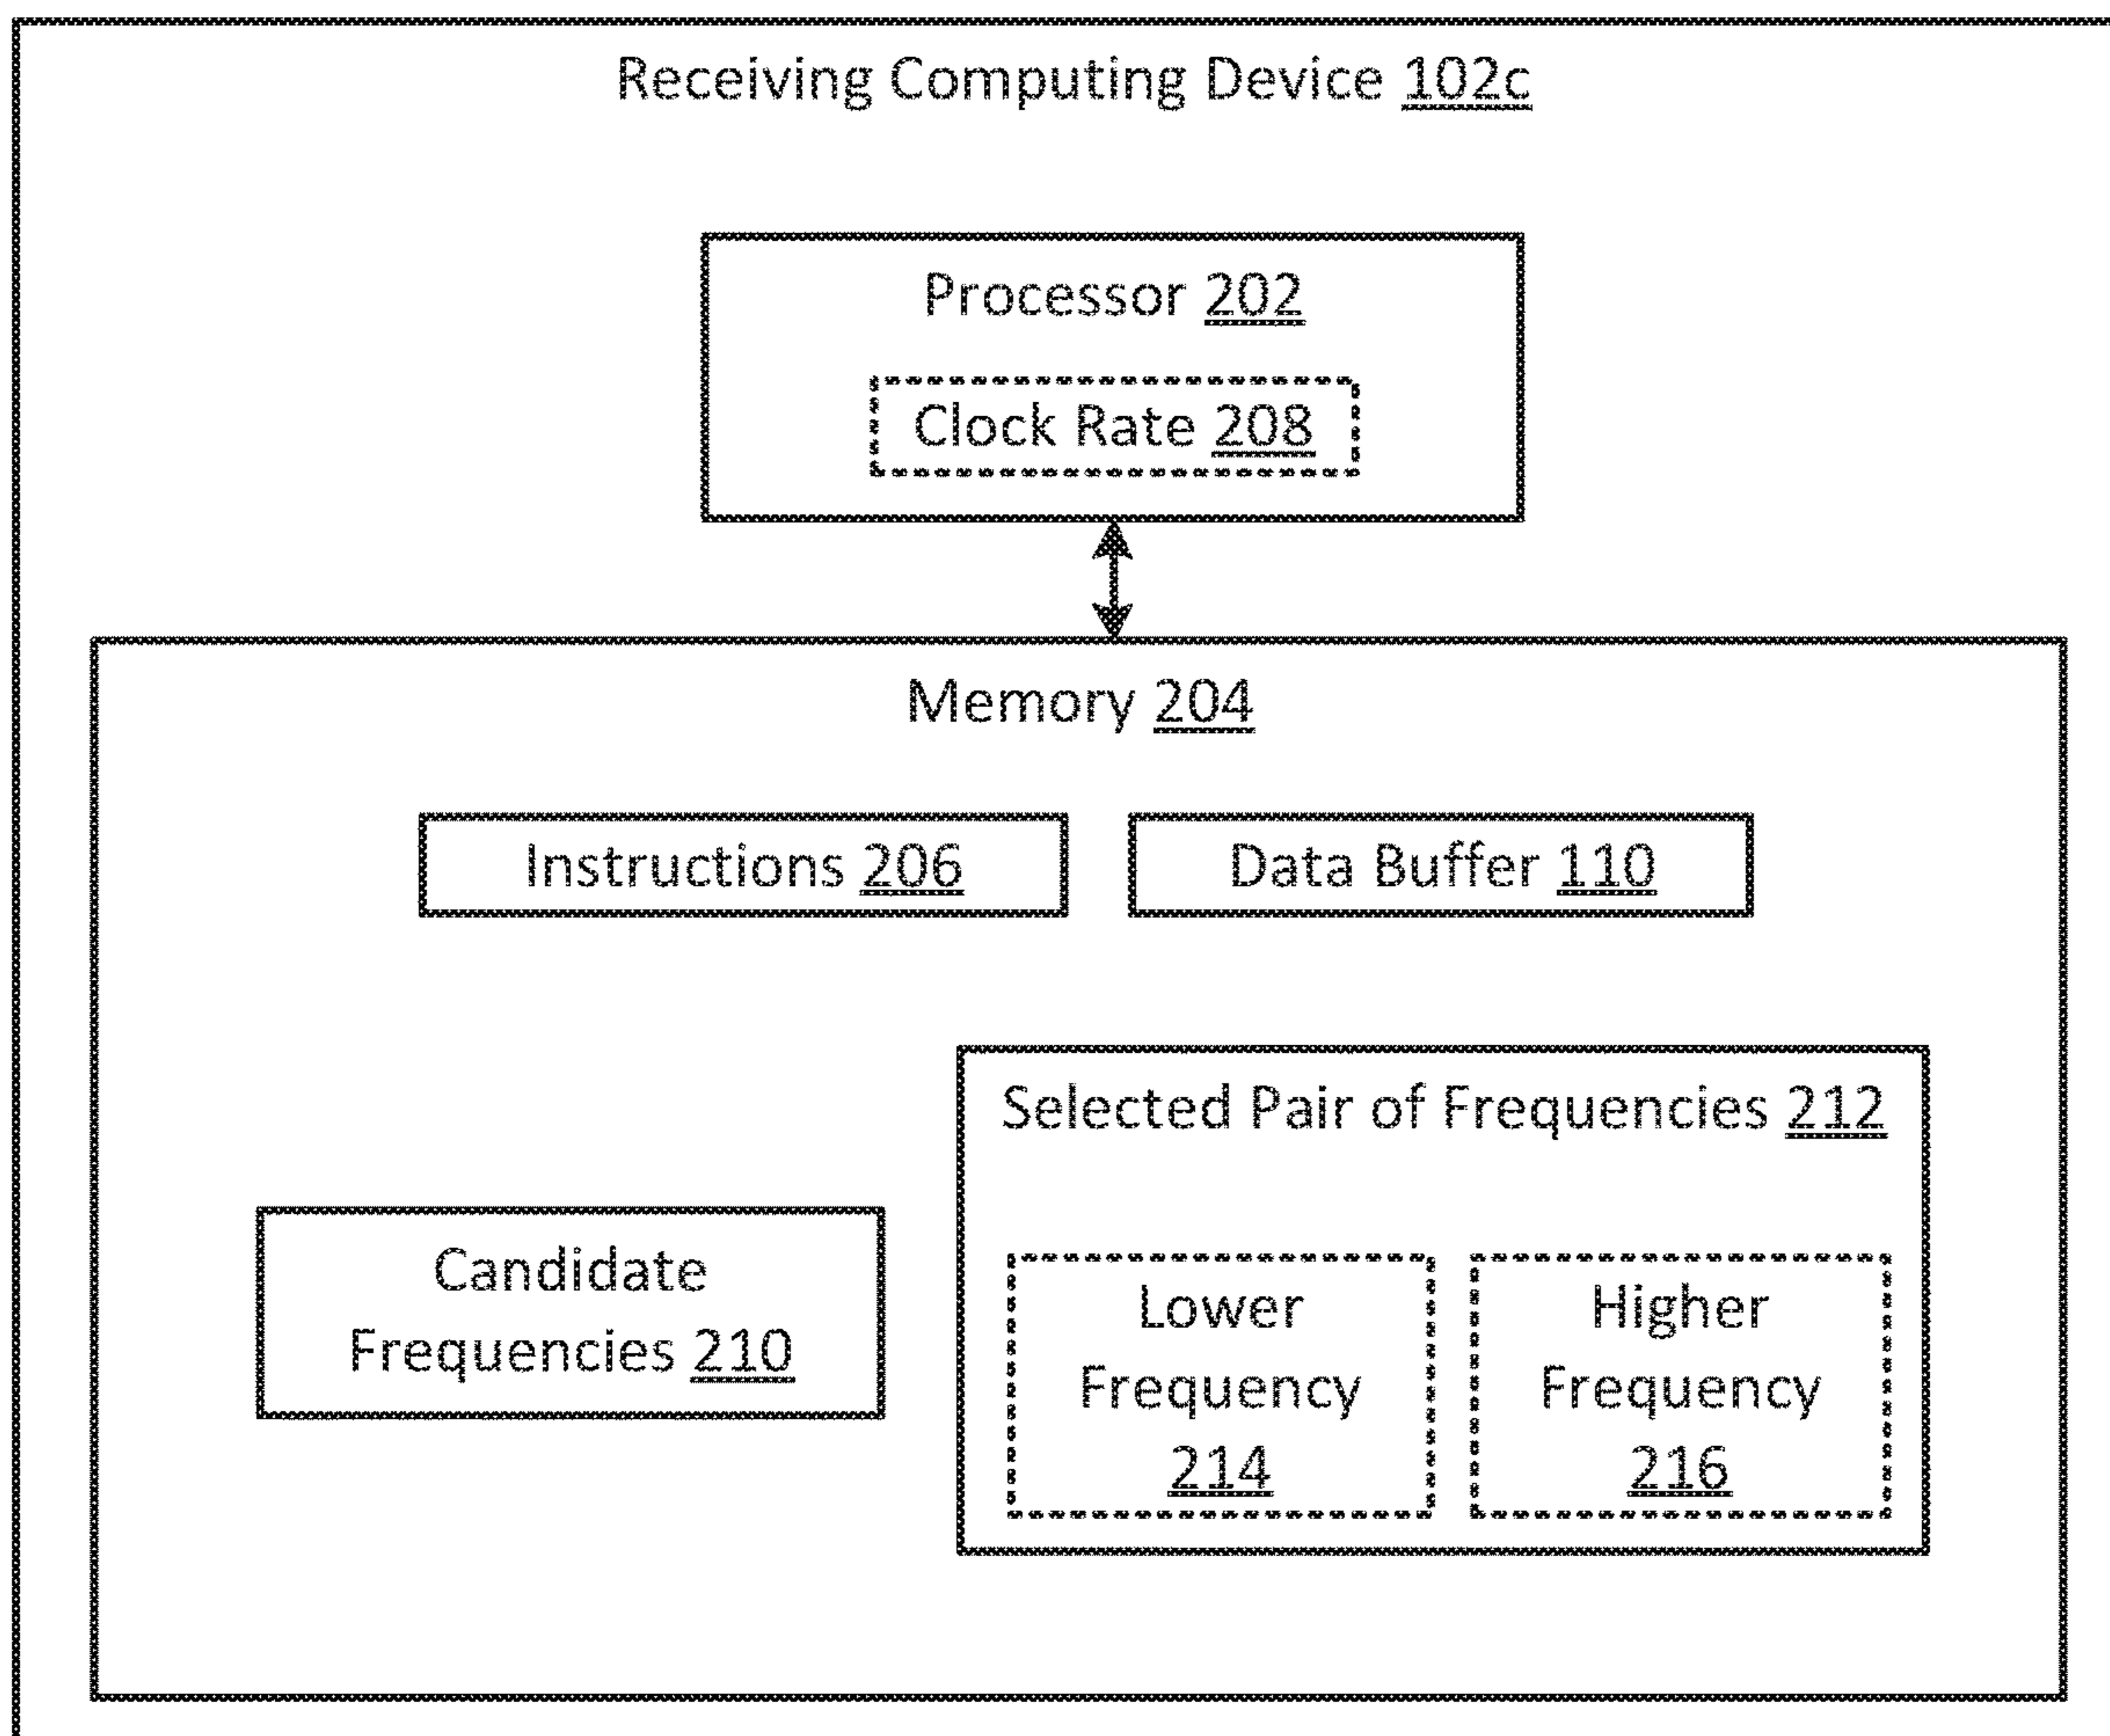 Receiving Computing Device 102c
Processor 202
Clock Rate 208
Memory 204
Instructions 206
Data Buffer 110
Selected Pair of Frequencies 212
Candidate
Frequencies 210
Lower
Frequency
214
Higher
Frequency
216